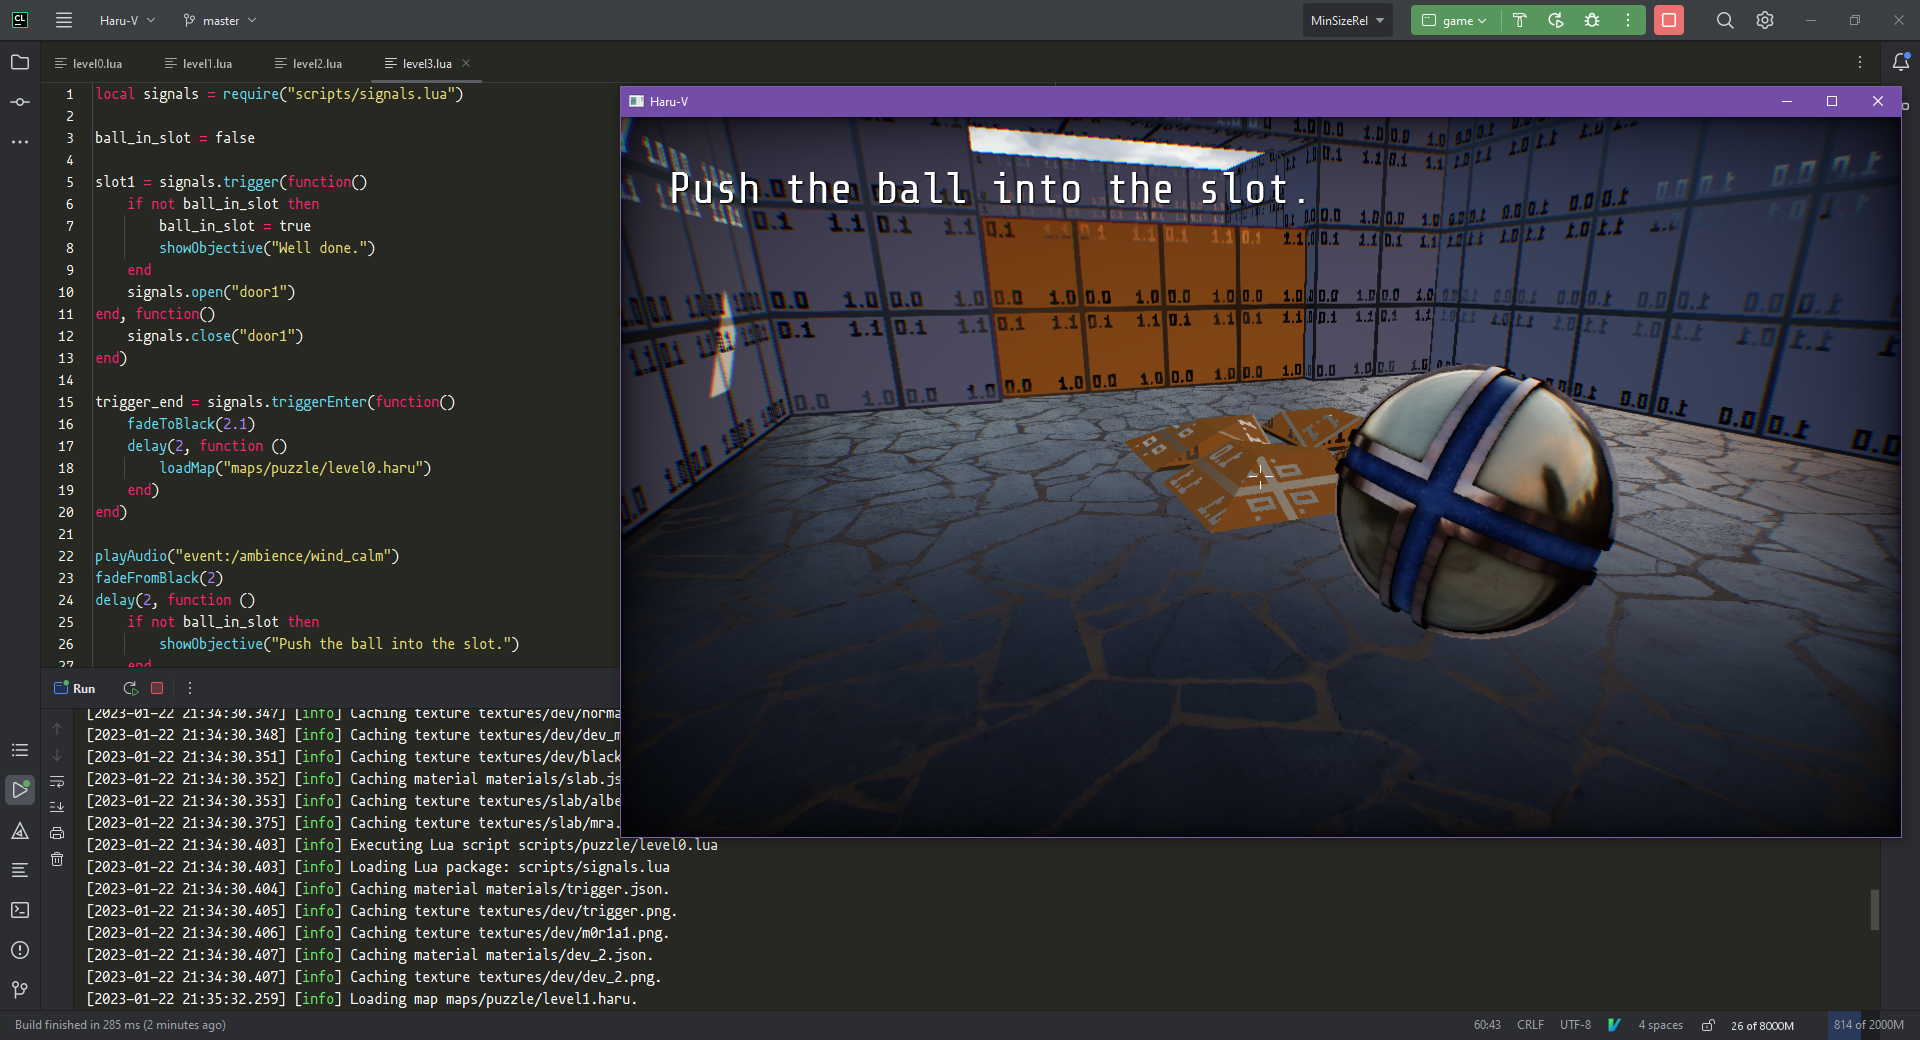 CL Haru-V master MinSizeRel game
level0.lua level1.lua level2.lua level3.lua
1 local signals = require("scripts/signals.lua")
2
3 ball_in_slot = false
4
5 slot1 = signals.trigger(function()
6 if not ball_in_slot then
7 ball_in_slot = true
8 showObjective("Well done.")
9 end
10 signals.open("door1")
11 end, function()
12 signals.close("door1")
13 end)
14
15 trigger_end = signals.triggerEnter(function()
16 fadeToBlack(2.1)
17 delay(2, function ()
18 loadMap("maps/puzzle/level0.haru")
19 end)
20 end)
21
22 playAudio("event:/ambience/wind_calm")
23 fadeFromBlack(2)
24 delay(2, function ()
25 if not ball_in_slot then
26 showObjective("Push the ball into the slot.")
27 end
Haru-V
Push the ball into the slot.
Run
[2023-01-22 21:34:30.347] [info] Caching texture textures/dev/norma
[2023-01-22 21:34:30.348] [info] Caching texture textures/dev/dev_m
[2023-01-22 21:34:30.351] [info] Caching texture textures/dev/black
[2023-01-22 21:34:30.352] [info] Caching material materials/slab.js
[2023-01-22 21:34:30.353] [info] Caching texture textures/slab/albe
[2023-01-22 21:34:30.375] [info] Caching texture textures/slab/mra.
[2023-01-22 21:34:30.403] [info] Executing Lua script scripts/puzzle/level0.lua
[2023-01-22 21:34:30.403] [info] Loading Lua package: scripts/signals.lua
[2023-01-22 21:34:30.404] [info] Caching material materials/trigger.json.
[2023-01-22 21:34:30.405] [info] Caching texture textures/dev/trigger.png.
[2023-01-22 21:34:30.406] [info] Caching texture textures/dev/m0r1a1.png.
[2023-01-22 21:34:30.407] [info] Caching material materials/dev_2.json.
[2023-01-22 21:34:30.407] [info] Caching texture textures/dev/dev_2.png.
[2023-01-22 21:35:32.259] [info] Loading map maps/puzzle/level1.haru.
Build finished in 285 ms (2 minutes ago) 60:43 CRLF UTF-8 4 spaces 26 of 8000M 814 of 2000M